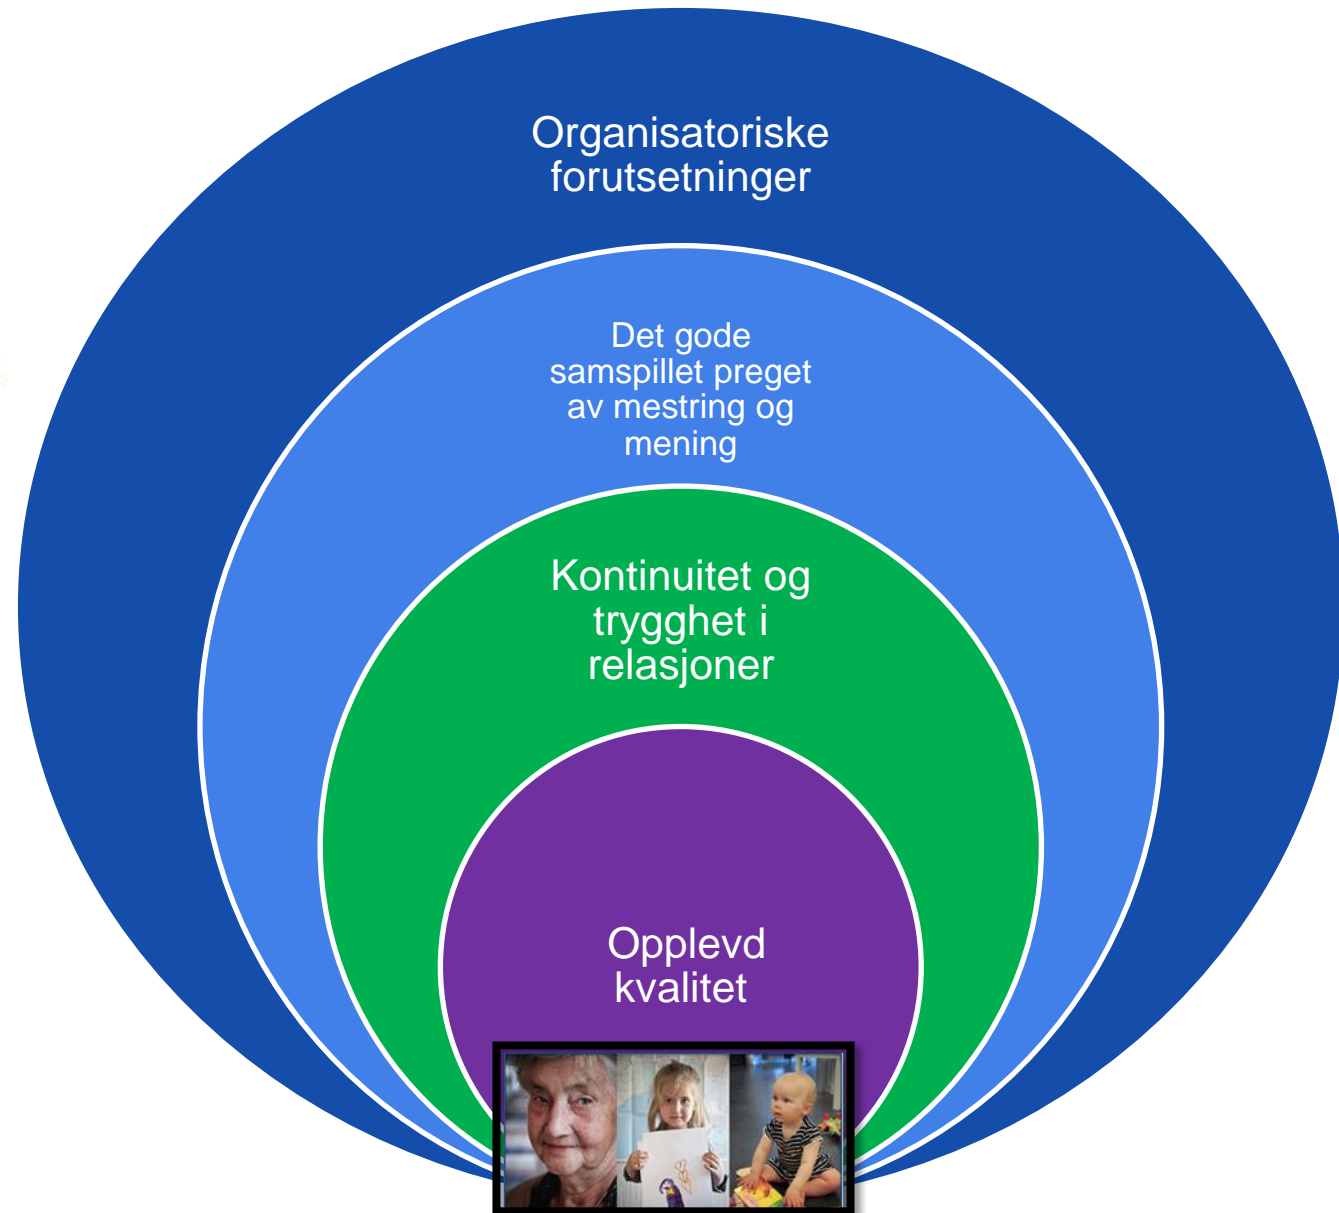 Organisatoriske
forutsetninger
Det gode
samspillet preget
av mestring og
mening
Kontinuitet og
trygghet i
relasjoner
Opplevd
kvalitet